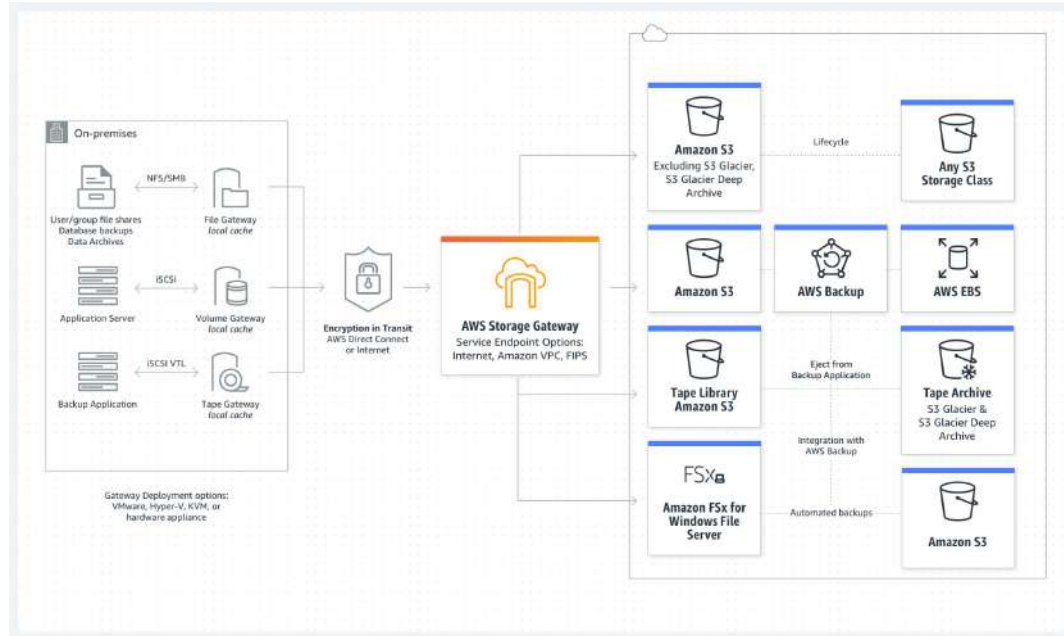 On-premises
NFS/SMB
User/group file shares
Database backups
Data Archives
File Gateway
local cache
iSCSI
Application Server
Volume Gateway
local cache
iSCSI VTL
Backup Application
Tape Gateway
local cache
Gateway Deployment options:
VMware, Hyper-V, KVM, or
hardware appliance
Encryption in Transit
AWS Direct Connect
or Internet
AWS Storage Gateway
Service Endpoint Options:
Internet, Amazon VPC, FIPS
Amazon S3
Excluding S3 Glacier,
S3 Glacier Deep
Archive
Lifecycle
Any S3
Storage Class
Amazon S3
AWS Backup
AWS EBS
Tape Library
Amazon S3
Eject from
Backup Application
Tape Archive
S3 Glacier &
S3 Glacier Deep
Archive
Integration with
AWS Backup
FSx
Amazon FSx for
Windows File
Server
Automated backups
Amazon S3